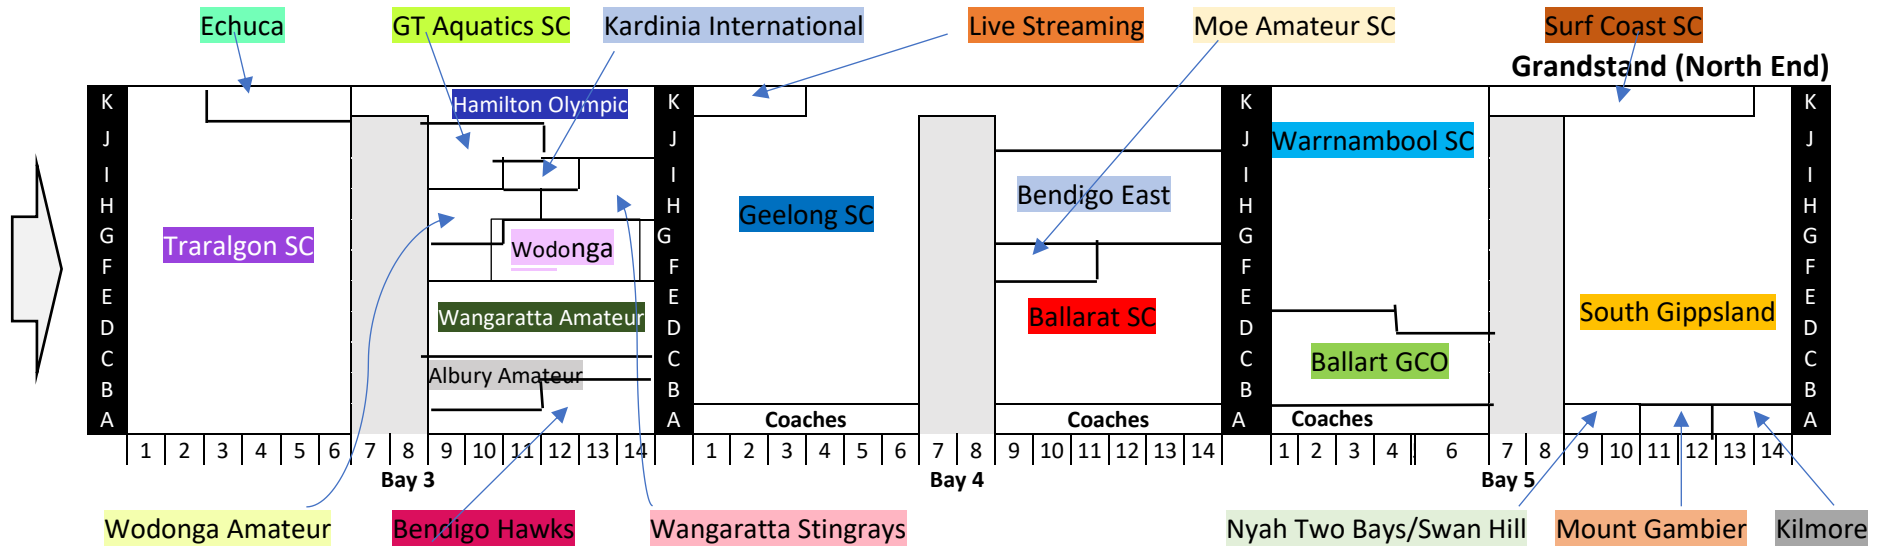 Echuca GT Aquatics SC Kardinia International Live Streaming Moe Amateur SC Surf Coast SC
Grandstand (North End)
K Hamilton Olympic K K K
J J J Warrnambool SC J
I I I I
H Geelong SC H Bendigo East H H
G Traralgon SC Wodonga G G G
F F F F
E Wangaratta Amateur E Ballarat SC E South Gippsland E
D D D D
C Albury Amateur C C Ballart GCO C
B B B B
A A Coaches Coaches A Coaches A
1 2 3 4 5 6 7 8 9 10 11 12 13 14 1 2 3 4 5 6 7 8 9 10 11 12 13 14 1 2 3 4 6 7 8 9 10 11 12 13 14
Bay 3 Bay 4 Bay 5
Wodonga Amateur Bendigo Hawks Wangaratta Stingrays Nyah Two Bays/Swan Hill Mount Gambier Kilmore